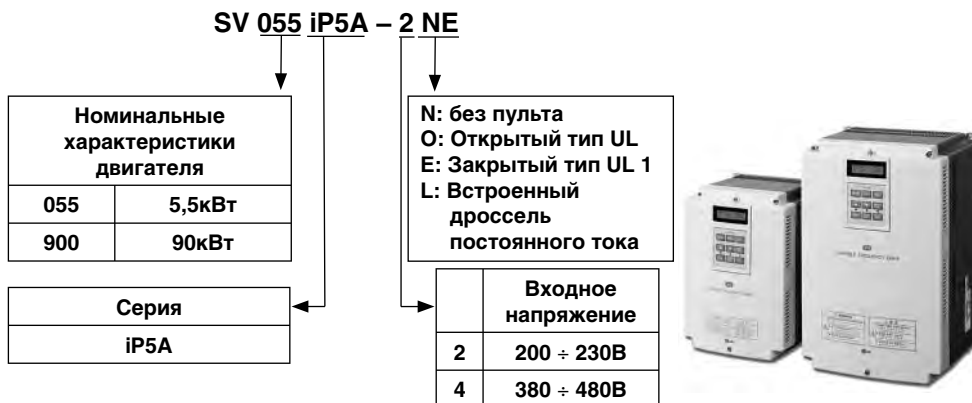 SV 055 iP5A – 2 NE
Номинальные
характеристики
двигателя
055 5,5кВт
900 90кВт
Серия
iP5A
N: без пульта
O: Открытый тип UL
E: Закрытый тип UL 1
L: Встроенный
дроссель
постоянного тока
Входное
напряжение
2 200 ÷ 230В
4 380 ÷ 480В